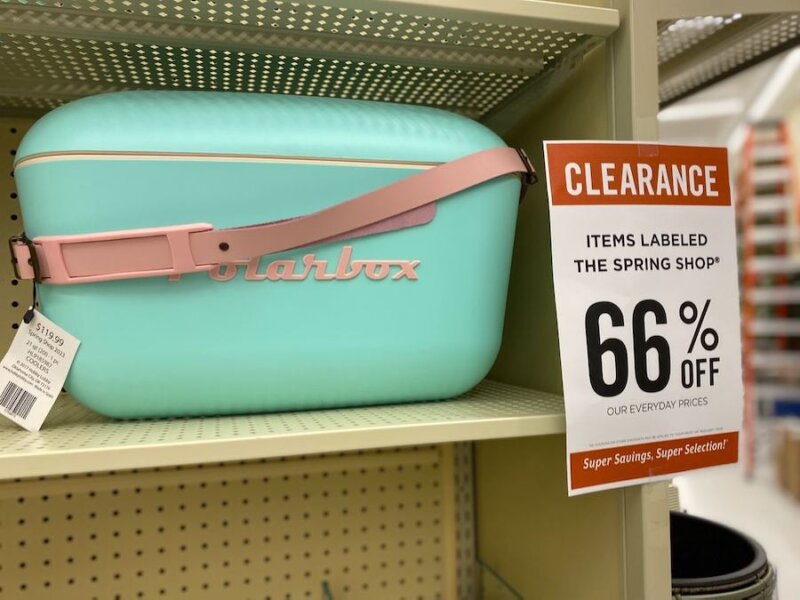 Polarbox
$119.99
Spring Shop 2023
COOLERS
CLEARANCE
ITEMS LABELED
THE SPRING SHOP®
66% OFF
OUR EVERYDAY PRICES
Super Savings, Super Selection!